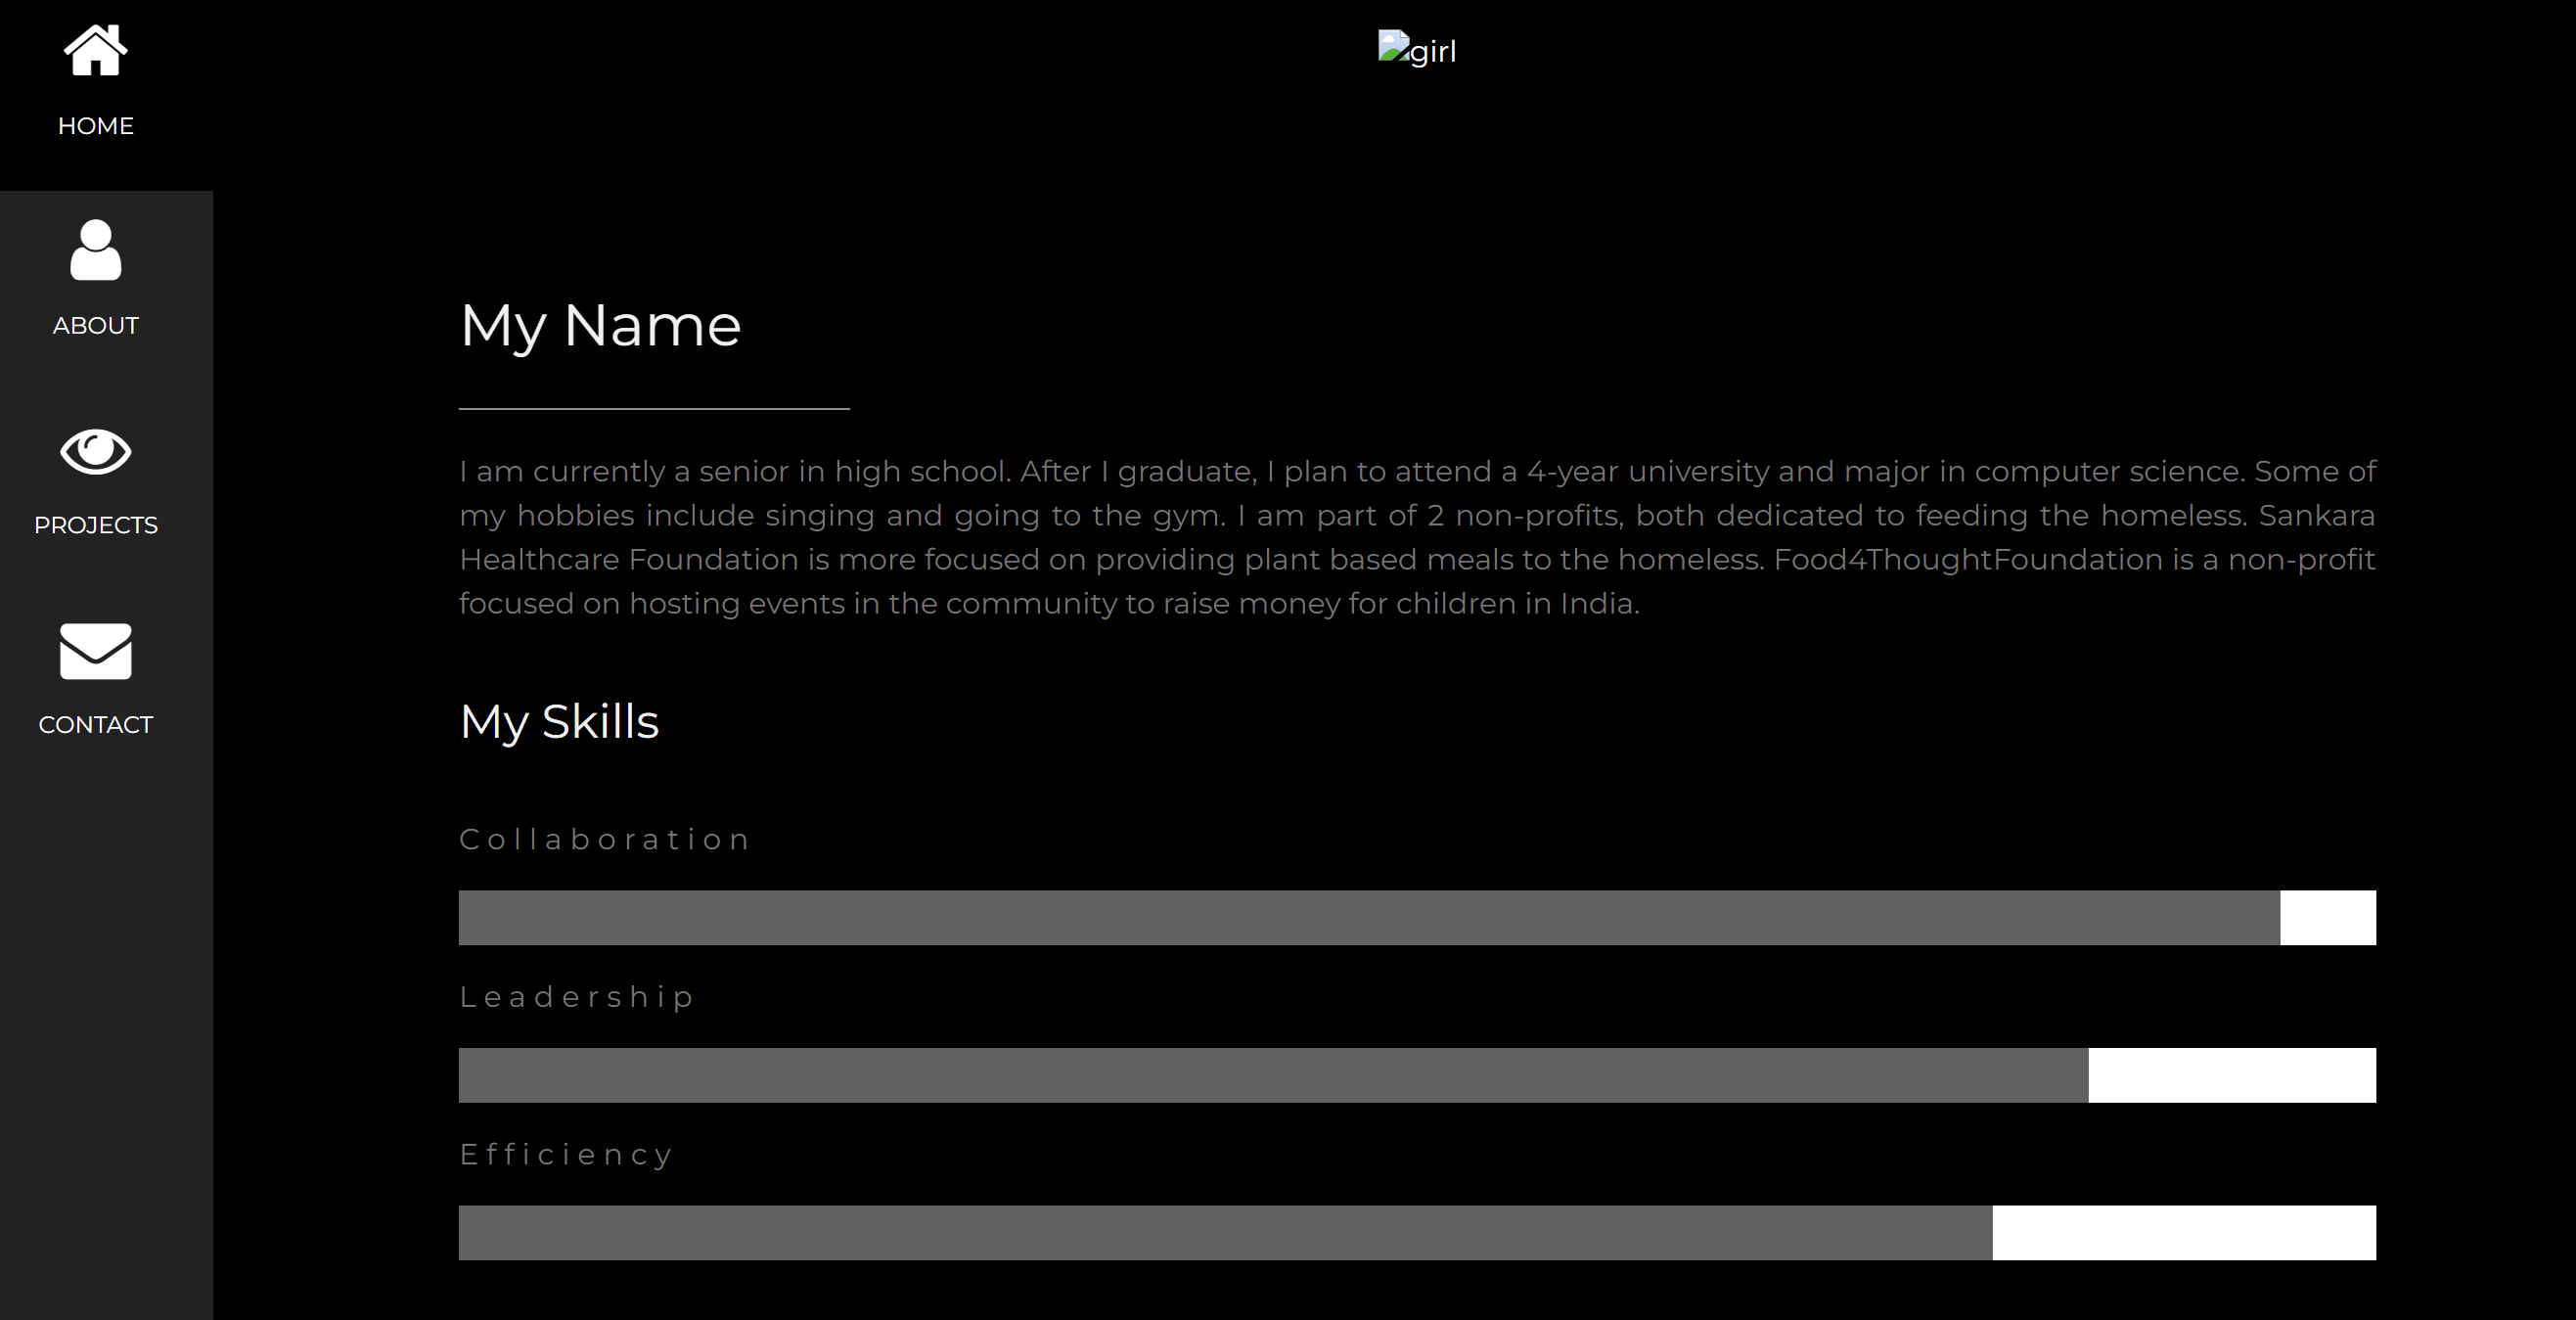 HOME
ABOUT
PROJECTS
CONTACT
girl
My Name
I am currently a senior in high school. After I graduate, I plan to attend a 4-year university and major in computer science. Some of
my hobbies include singing and going to the gym. I am part of 2 non-profits, both dedicated to feeding the homeless. Sankara
Healthcare Foundation is more focused on providing plant based meals to the homeless. Food4ThoughtFoundation is a non-profit
focused on hosting events in the community to raise money for children in India.
My Skills
Collaboration
Leadership
Efficiency